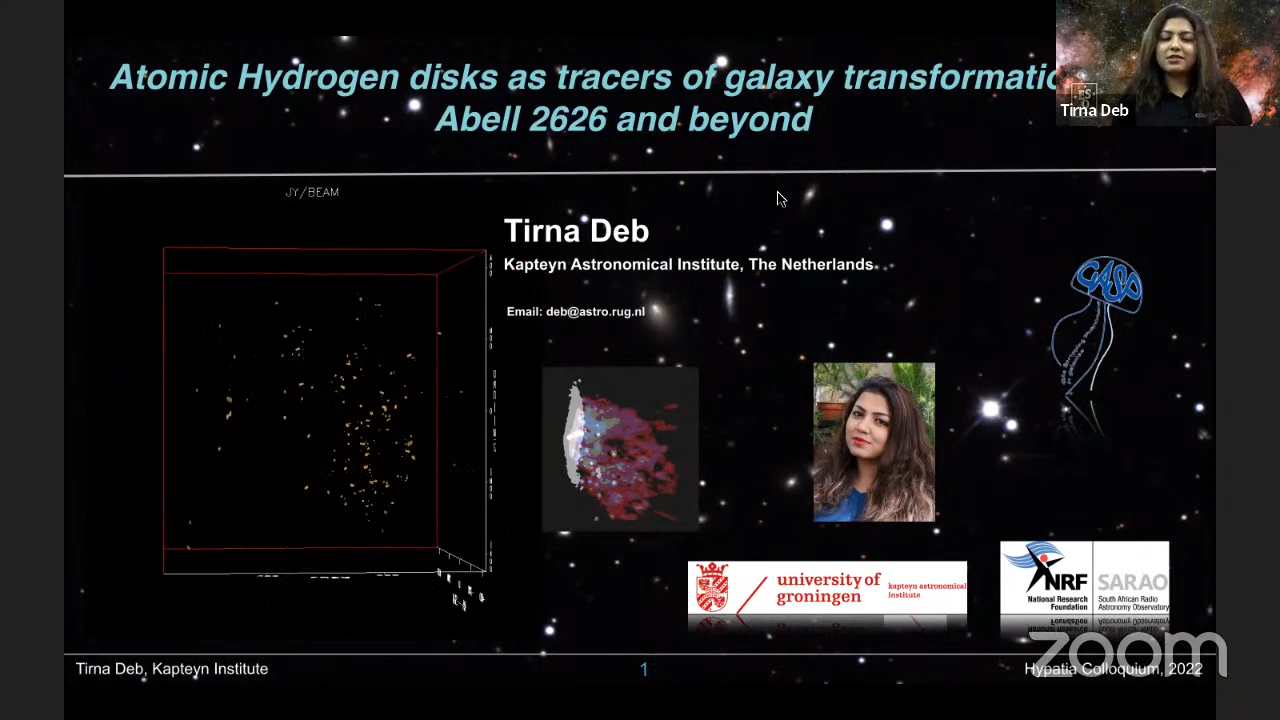 Atomic Hydrogen disks as tracers of galaxy transformatio
Abell 2626 and beyond
Tirna Deb
JY/BEAM
Tirna Deb
Kapteyn Astronomical Institute, The Netherlands
Email: deb@astro.rug.nl
GASP
university of
groningen
kapteyn astronomical
institute
NRF
National Research
Foundation
SARAO
South African Radio
Astronomy Observatory
zoom
Tirna Deb, Kapteyn Institute
1
Hypatia Colloquium, 2022